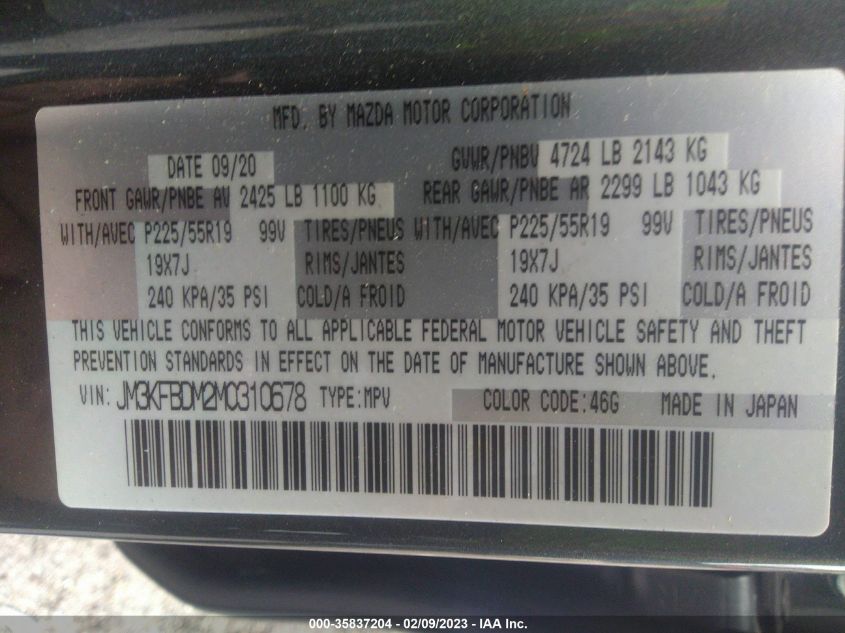 MFD. BY MAZDA MOTOR CORPORATION
DATE 09/20 GVWR/PNBV 4724 LB 2143 KG
FRONT GAWR/PNBE AV 2425 LB 1100 KG REAR GAWR/PNBE AR 2299 LB 1043 KG
WITH/AVEC P225/55R19 99V TIRES/PNEUS WITH/AVEC P225/55R19 99V TIRES/PNEUS
19X7J RIMS/JANTES 19X7J RIMS/JANTES
240 KPA/35 PSI COLD/A FROID 240 KPA/35 PSI COLD/A FROID
THIS VEHICLE CONFORMS TO ALL APPLICABLE FEDERAL MOTOR VEHICLE SAFETY AND THEFT
PREVENTION STANDARDS IN EFFECT ON THE DATE OF MANUFACTURE SHOWN ABOVE.
VIN: JM3KFBDM2M0310678 TYPE:MPV COLOR CODE:46G MADE IN JAPAN
000-35837204 - 02/09/2023 - IAA Inc.